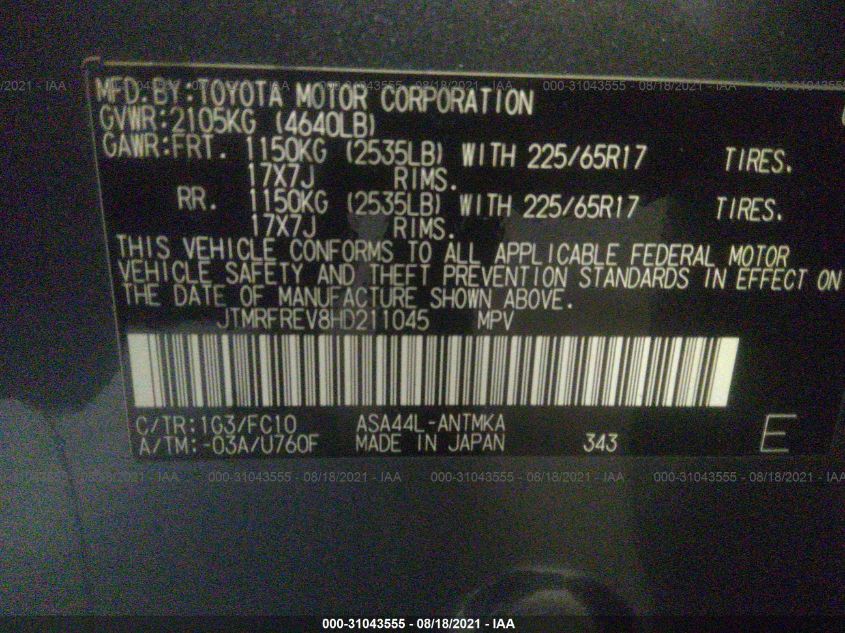 MFD.BY:TOYOTA MOTOR CORPORATION
GVWR:2105KG (4640LB)
GAWR:FRT. 1150KG (2535LB) WITH 225/65R17 TIRES.
17X7J RIMS.
RR. 1150KG (2535LB) WITH 225/65R17 TIRES.
17X7J RIMS.
THIS VEHICLE CONFORMS TO ALL APPLICABLE FEDERAL MOTOR
VEHICLE SAFETY AND THEFT PREVENTION STANDARDS IN EFFECT ON
THE DATE OF MANUFACTURE SHOWN ABOVE.
JTMRFREV8HD211045 MPV
C/TR:1G3/FC10 ASA44L-ANTMKA
A/TM:-03A/U760F MADE IN JAPAN 343 E
000-31043555 - 08/18/2021 - IAA